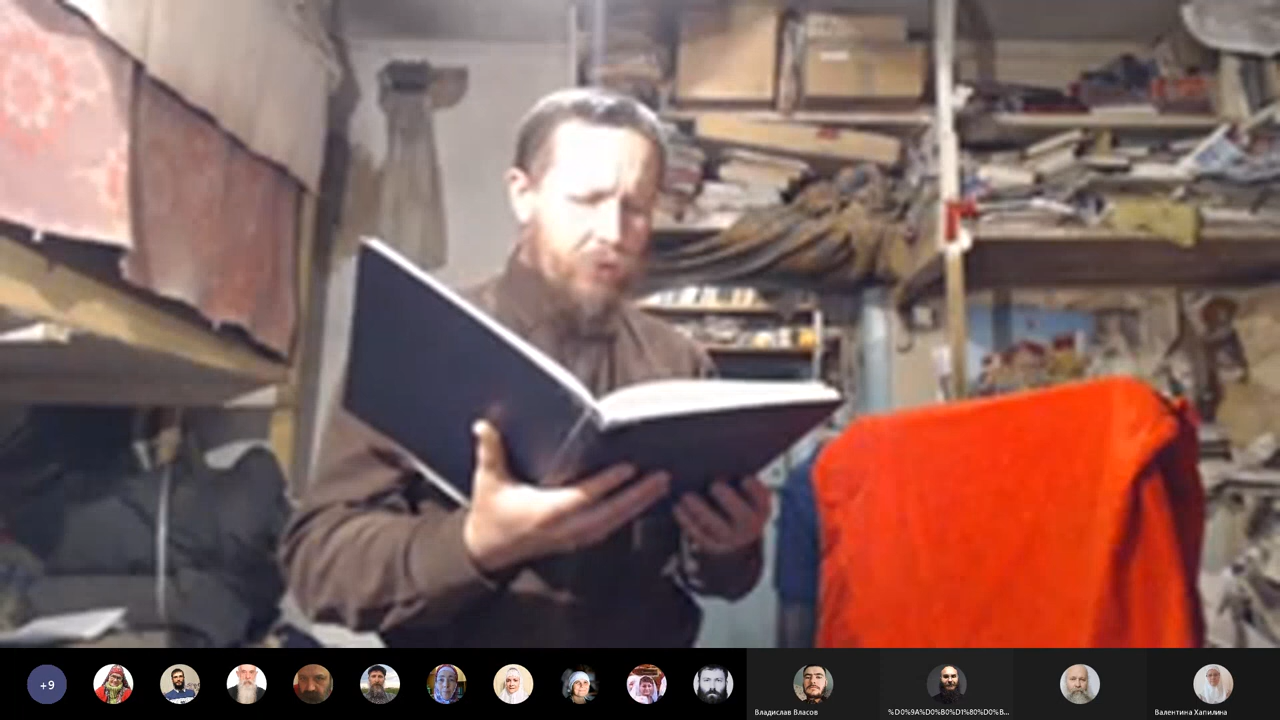 +9
Владислав Власов
%D0%9A%D0%B0%D1%80%D0%B...
Валентина Хапилина